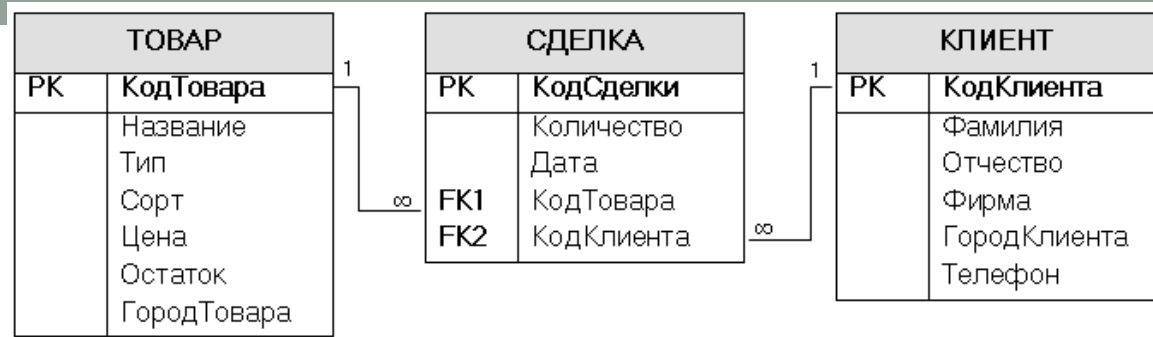 ТОВАР
PK КодТовара
Название
Тип
Сорт
Цена
Остаток
ГородТовара
1
∞
СДЕЛКА
PK КодСделки
Количество
Дата
FK1 КодТовара
FK2 КодКлиента
1
∞
КЛИЕНТ
PK КодКлиента
Фамилия
Отчество
Фирма
ГородКлиента
Телефон